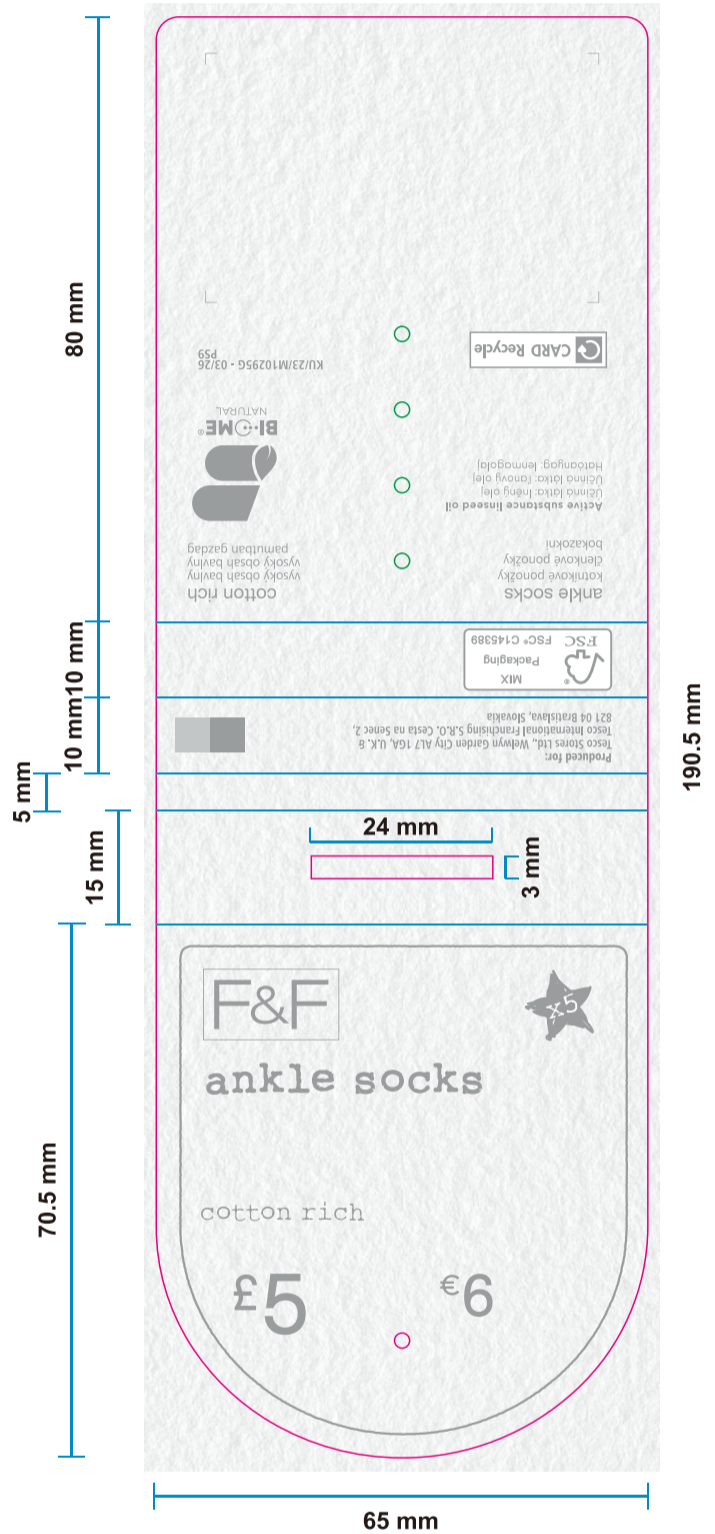 80 mm
10 mm
10 mm
5 mm
15 mm
70.5 mm
190.5 mm
65 mm
24 mm
3 mm
CARD Recycle
KU/23/M10295G - 03/26
PS9
BI-OME®
NATURAL
Active substance linseed oil
Účinná látka: lněný olej
Účinná látka: ľanový olej
Hatóanyag: lenmagolaj
ankle socks
kotníkové ponožky
členkové ponožky
bokazokni
cotton rich
vysoký obsah bavlny
vysoký obsah bavlny
pamutban gazdag
®
FSC
MIX
Packaging
FSC® C145389
Produced for:
Tesco Stores Ltd., Welwyn Garden City AL7 1GA, U.K. &
Tesco International Franchising S.R.O. Cesta na Senec 2,
821 04 Bratislava, Slovakia
F&F
x5
ankle socks
cotton rich
£5
€6